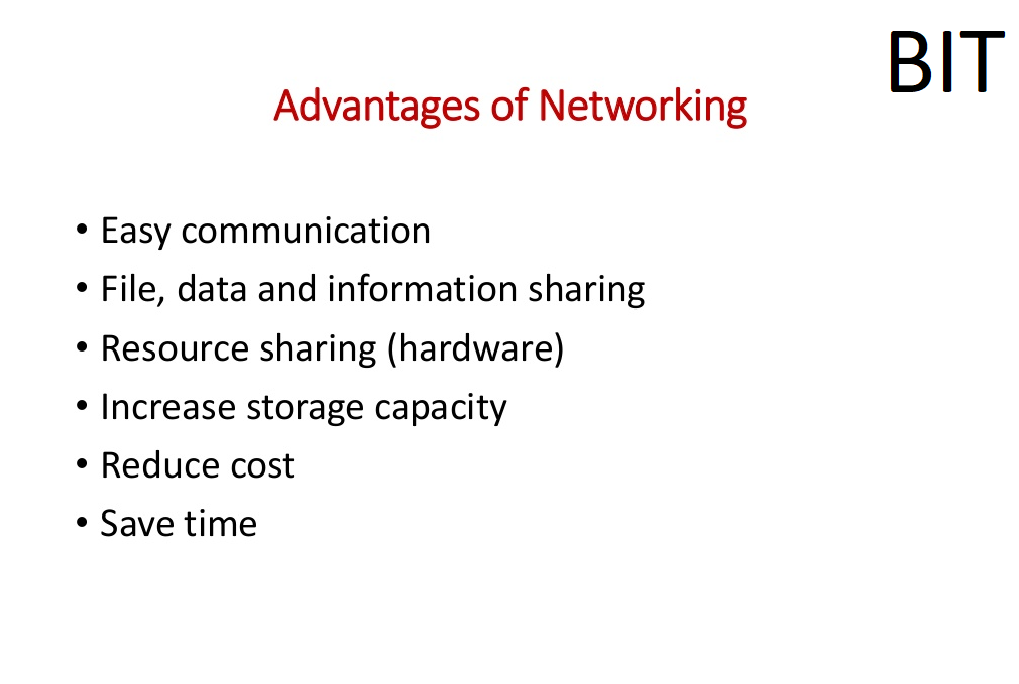 BIT
Advantages of Networking
• Easy communication
• File, data and information sharing
• Resource sharing (hardware)
• Increase storage capacity
• Reduce cost
• Save time